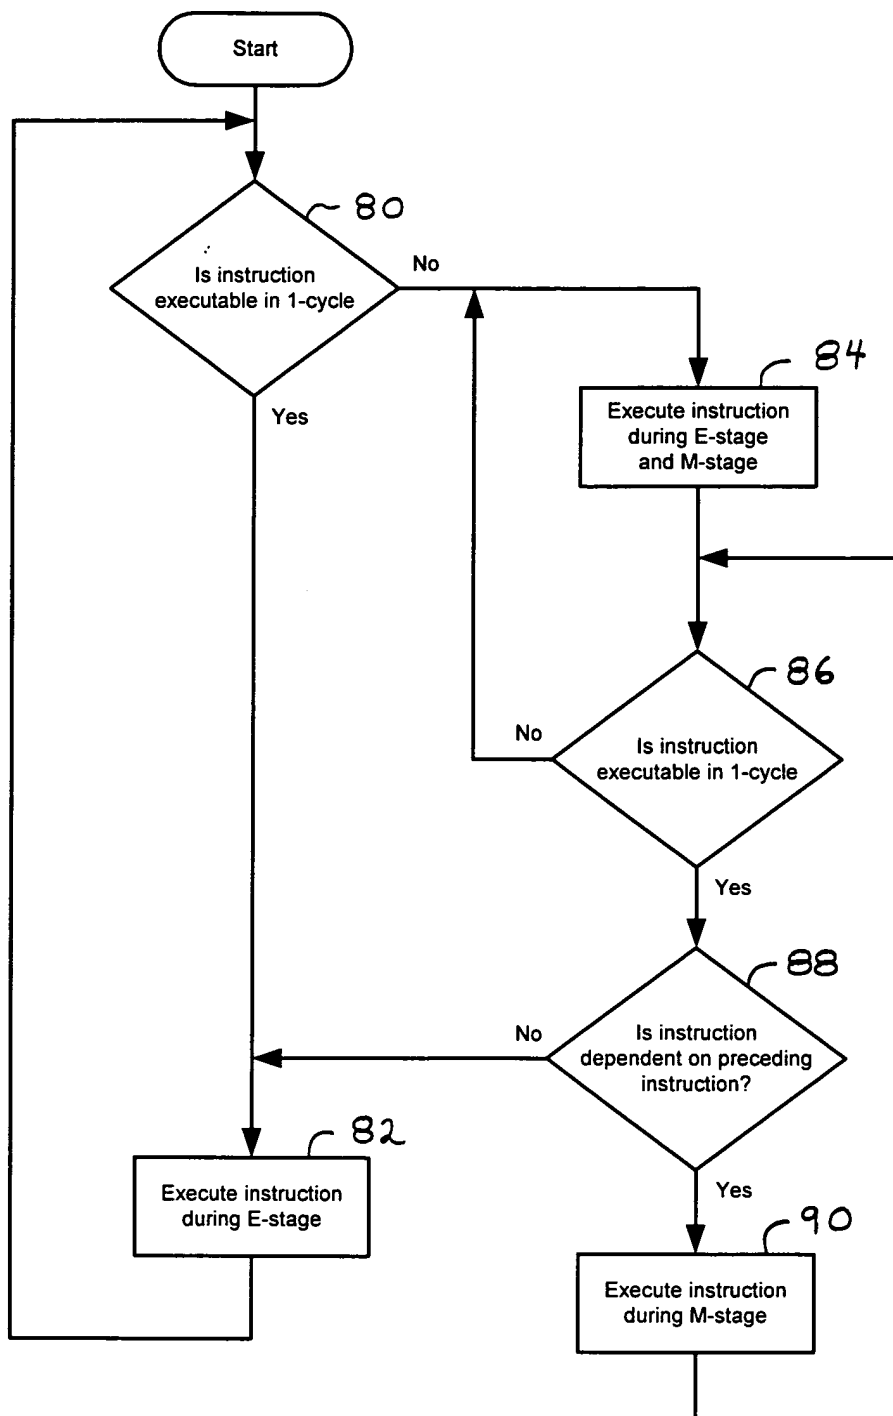 Start
80
Is instruction
executable in 1-cycle
No
Yes
84
Execute instruction
during E-stage
and M-stage
86
Is instruction
executable in 1-cycle
No
Yes
88
Is instruction
dependent on preceding
instruction?
No
Yes
82
Execute instruction
during E-stage
90
Execute instruction
during M-stage